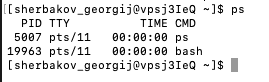 [[sherbakov_georgij@vpsj3IeQ ~]$ ps
PID TTY TIME CMD
5007 pts/11 00:00:00 ps
19963 pts/11 00:00:00 bash
[sherbakov_georgij@vpsj3IeQ ~]$